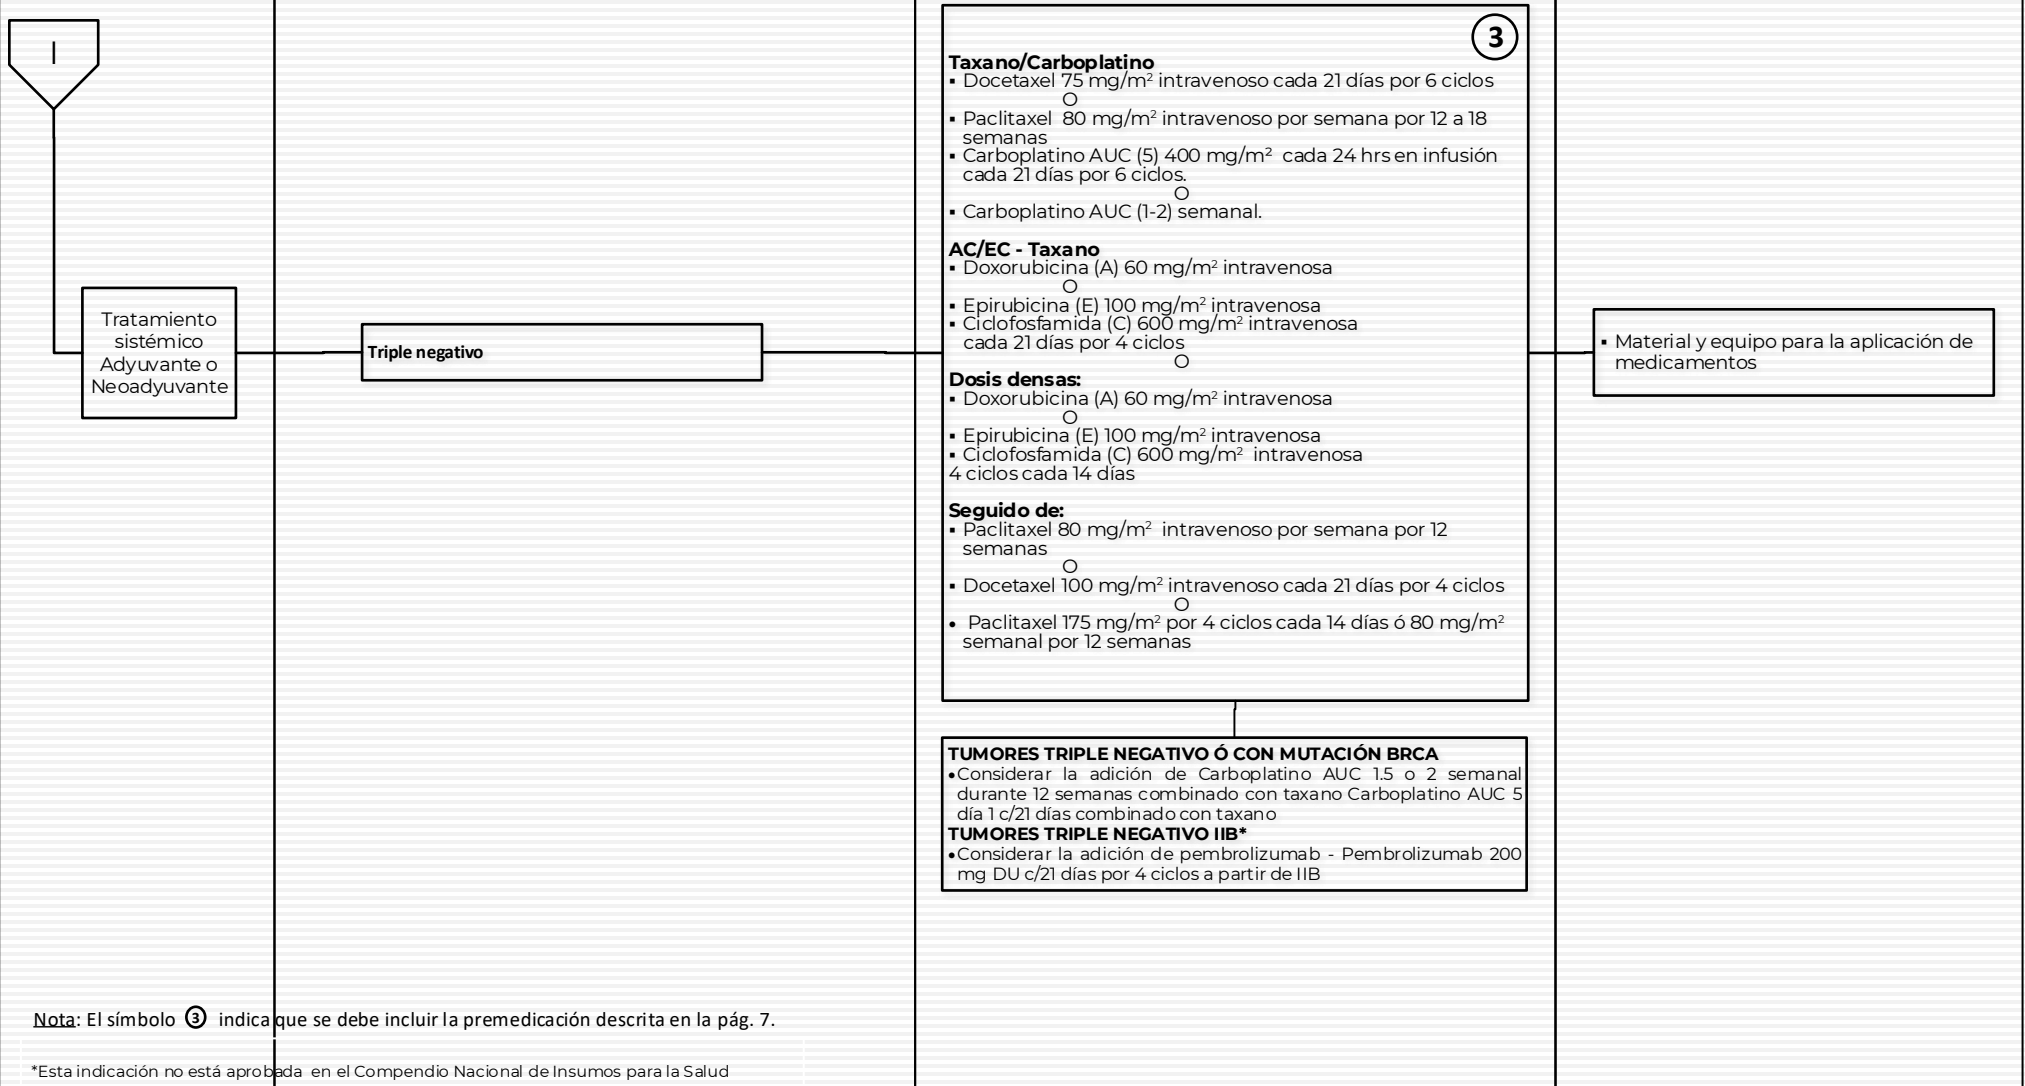 I
Tratamiento
sistémico
Adyuvante o
Neoadyuvante
Triple negativo
3
Taxano/Carboplatino
▪ Docetaxel 75 mg/m² intravenoso cada 21 días por 6 ciclos
O
▪ Paclitaxel 80 mg/m² intravenoso por semana por 12 a 18
semanas
▪ Carboplatino AUC (5) 400 mg/m² cada 24 hrs en infusión
cada 21 días por 6 ciclos.
O
▪ Carboplatino AUC (1-2) semanal.
AC/EC - Taxano
▪ Doxorubicina (A) 60 mg/m² intravenosa
O
▪ Epirubicina (E) 100 mg/m² intravenosa
▪ Ciclofosfamida (C) 600 mg/m² intravenosa
cada 21 días por 4 ciclos
O
Dosis densas:
▪ Doxorubicina (A) 60 mg/m² intravenosa
O
▪ Epirubicina (E) 100 mg/m² intravenosa
▪ Ciclofosfamida (C) 600 mg/m² intravenosa
4 ciclos cada 14 días
Seguido de:
▪ Paclitaxel 80 mg/m² intravenoso por semana por 12
semanas
O
▪ Docetaxel 100 mg/m² intravenoso cada 21 días por 4 ciclos
O
• Paclitaxel 175 mg/m² por 4 ciclos cada 14 días ó 80 mg/m²
semanal por 12 semanas
▪ Material y equipo para la aplicación de
medicamentos
TUMORES TRIPLE NEGATIVO Ó CON MUTACIÓN BRCA
•Considerar la adición de Carboplatino AUC 1.5 o 2 semanal
durante 12 semanas combinado con taxano Carboplatino AUC 5
día 1 c/21 días combinado con taxano
TUMORES TRIPLE NEGATIVO IIB*
•Considerar la adición de pembrolizumab - Pembrolizumab 200
mg DU c/21 días por 4 ciclos a partir de IIB
Nota: El símbolo ③ indica que se debe incluir la premedicación descrita en la pág. 7.
*Esta indicación no está aprobada en el Compendio Nacional de Insumos para la Salud